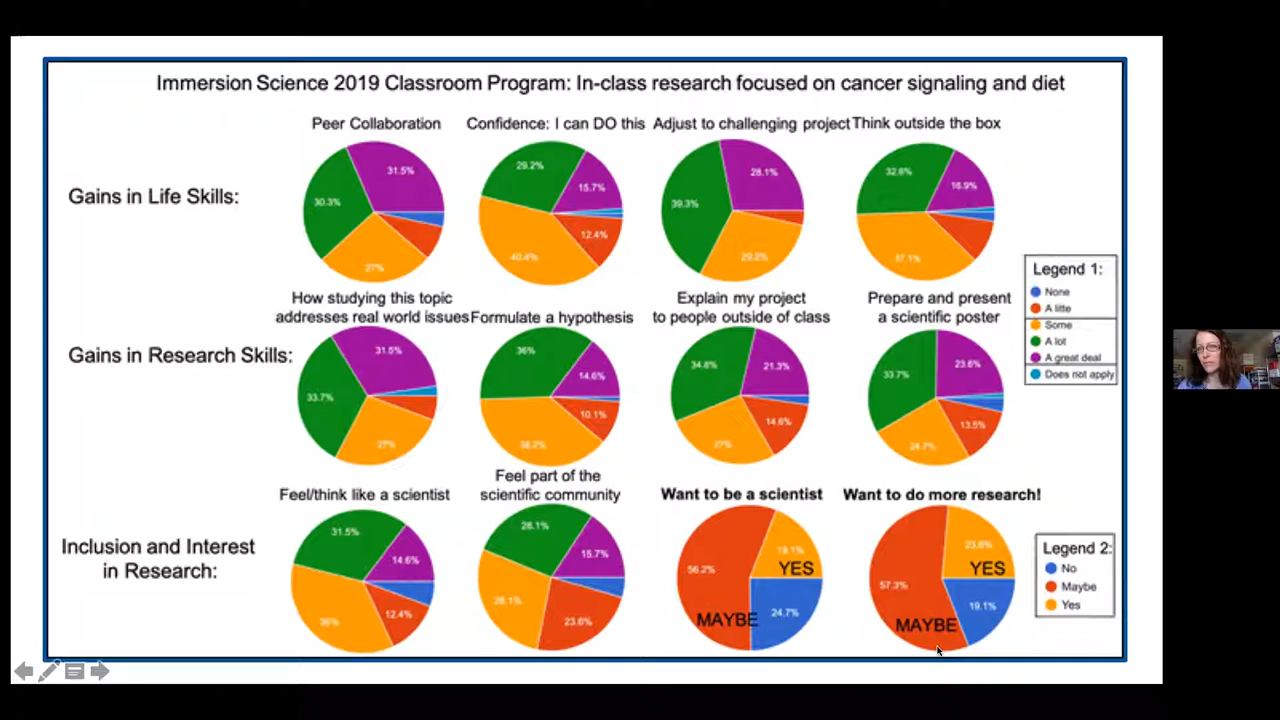 Immersion Science 2019 Classroom Program: In-class research focused on cancer signaling and diet
Peer Collaboration
Confidence: I can DO this
Adjust to challenging project
Think outside the box
Gains in Life Skills:
31.5%
30.3%
27%
29.2%
15.7%
12.4%
40.4%
28.1%
39.3%
29.2%
32.6%
16.9%
37.1%
Legend 1:
None
A litte
Some
A lot
A great deal
Does not apply
How studying this topic
addresses real world issues
Formulate a hypothesis
Explain my project
to people outside of class
Prepare and present
a scientific poster
Gains in Research Skills:
31.5%
33.7%
27%
36%
14.6%
10.1%
38.2%
34.8%
21.3%
14.6%
27%
33.7%
23.6%
13.5%
24.7%
Feel/think like a scientist
Feel part of the
scientific community
Want to be a scientist
Want to do more research!
Inclusion and Interest
in Research:
31.5%
14.6%
12.4%
36%
28.1%
15.7%
23.6%
28.1%
56.2%
19.1%
YES
MAYBE
24.7%
57.3%
23.6%
YES
MAYBE
19.1%
Legend 2:
No
Maybe
Yes